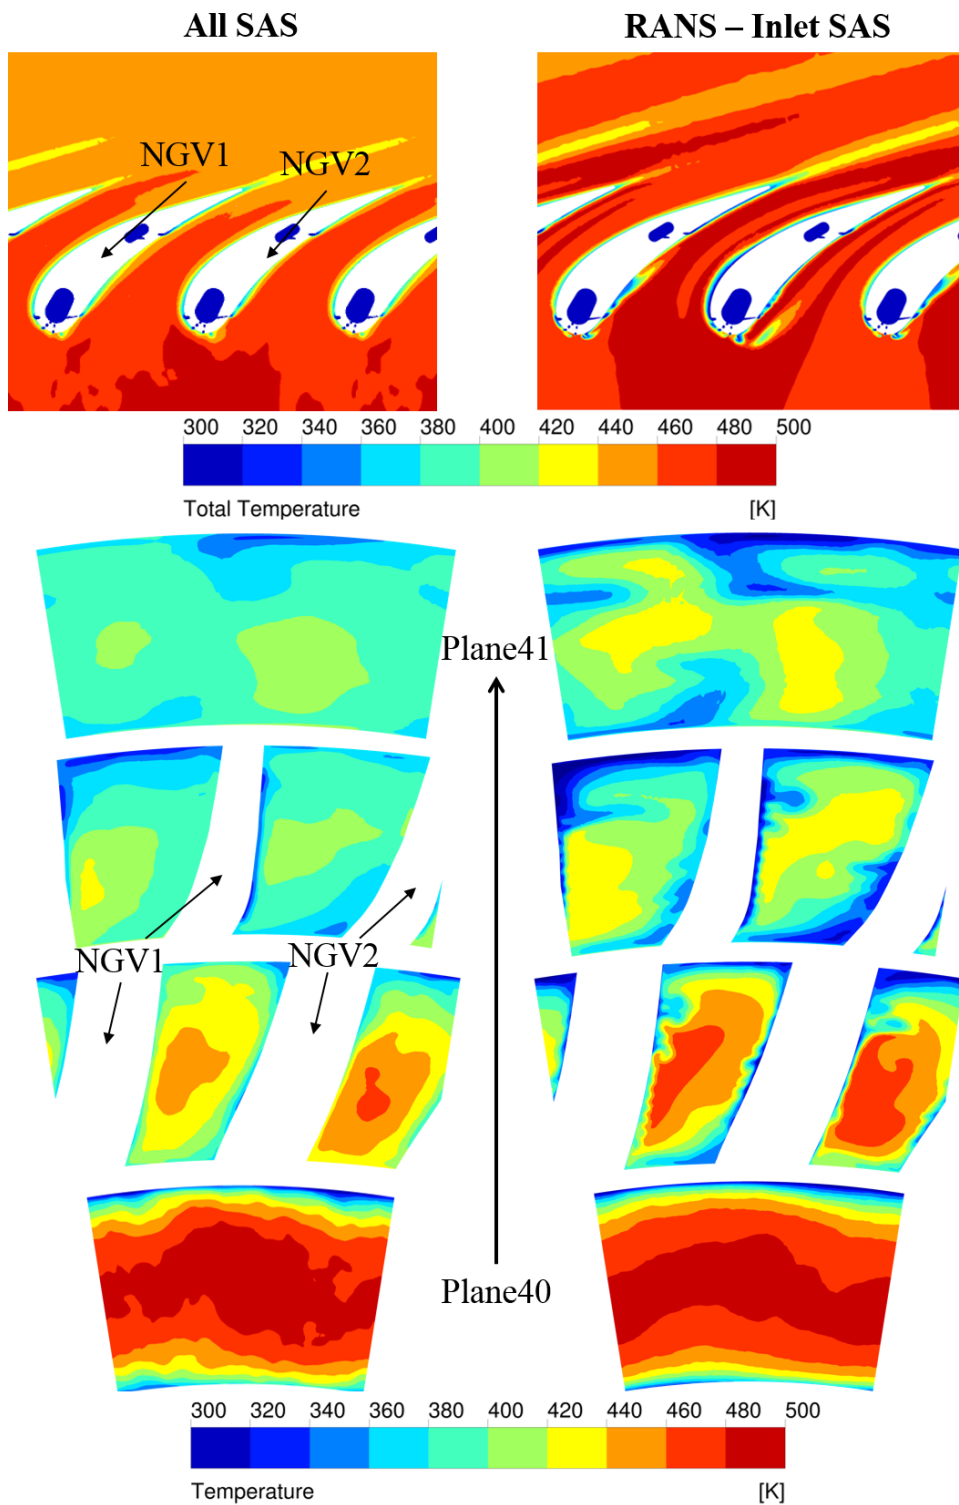 All SAS
RANS – Inlet SAS
NGV1
NGV2
300 320 340 360 380 400 420 440 460 480 500
Total Temperature [K]
Plane41
NGV1
NGV2
Plane40
300 320 340 360 380 400 420 440 460 480 500
Temperature [K]